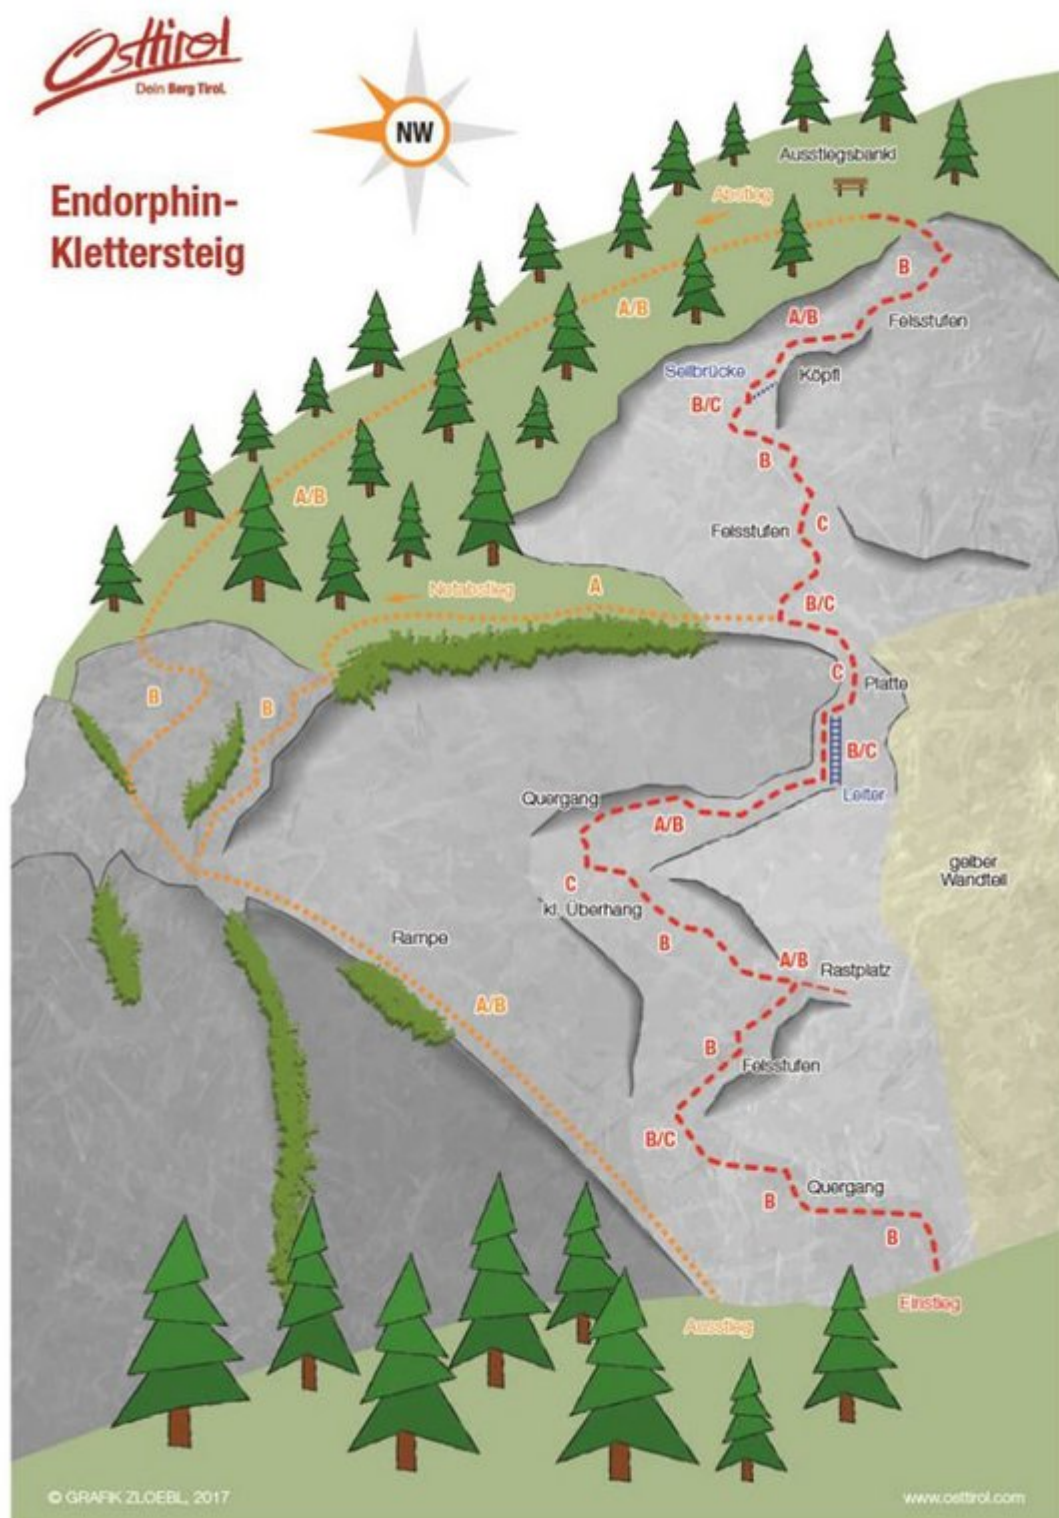 Osttirol
Dein Berg Tirol.
NW
Endorphin-
Klettersteig
Ausstiegsbankl
Abstieg
B
A/B
A/B
Felsstufen
Seilbrücke
Köpfl
B/C
B
A/B
C
Felsstufen
Notabstieg
A
B/C
C
Platte
B
B
B/C
Leiter
Quergang
A/B
gelber
Wandteil
C
kl. Überhang
Rampe
B
A/B
Rastplatz
A/B
B
Felsstufen
B/C
Quergang
B
B
Einstieg
Ausstieg
© GRAFIK ZLOEBL, 2017
www.osttirol.com